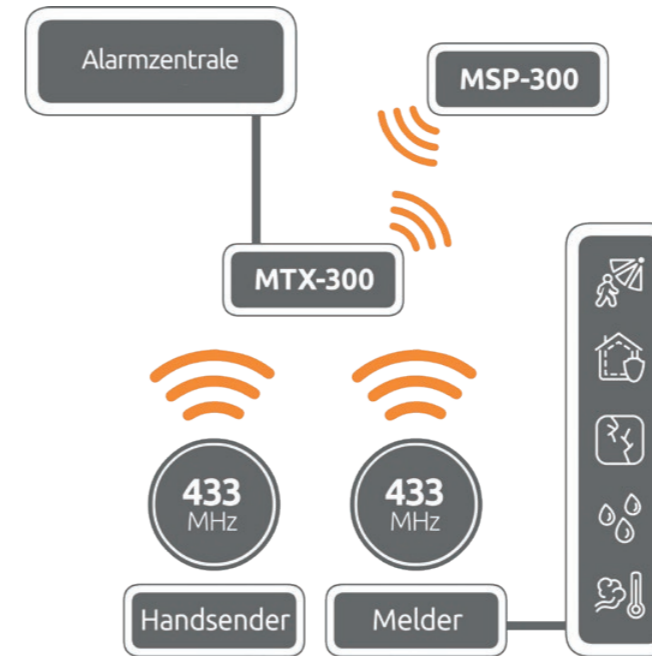 Alarmzentrale
MSP-300
MTX-300
433
MHz
433
MHz
Handsender
Melder